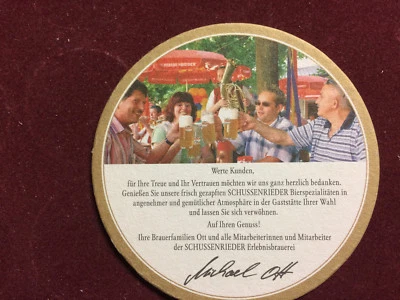 Werte Kunden,
für Ihre Treue und Ihr Vertrauen möchten wir uns ganz herzlich bedanken.
Genießen Sie unsere frisch gezapften SCHUSSENRIEDER Bierspezialitäten in
angenehmer und gemütlicher Atmosphäre in der Gaststätte Ihrer Wahl
und lassen Sie sich verwöhnen.
Auf Ihren Genuss!
Ihre Brauerfamilien Ott und alle Mitarbeiterinnen und Mitarbeiter
der SCHUSSENRIEDER Erlebnisbrauerei
Michael Ott